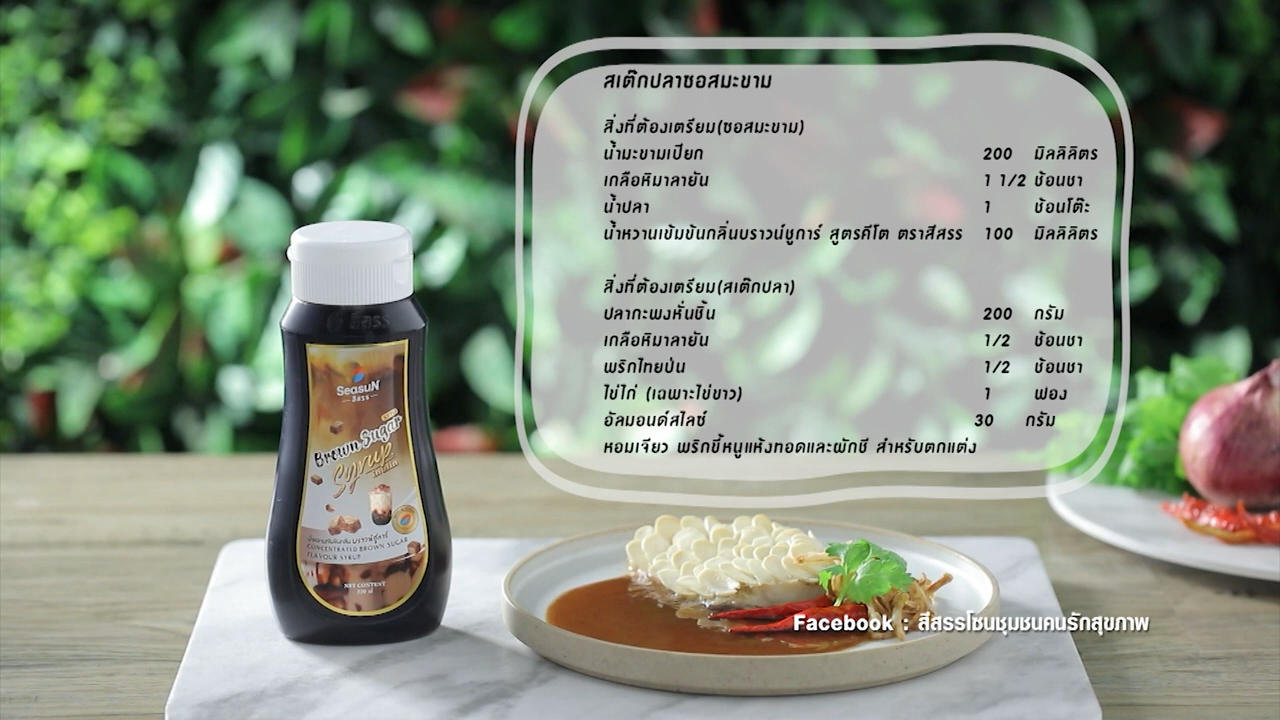 สเต๊กปลาซอสมะขาม
สิ่งที่ต้องเตรียม(ซอสมะขาม)
น้ำมะขามเปียก 200 มิลลิลิตร
เกลือหิมาลายัน 1 1/2 ช้อนชา
น้ำปลา 1 ช้อนโต๊ะ
น้ำหวานเข้มข้นกลิ่นบราวน์ชูการ์ สูตรคีโต ตราสีสรร 100 มิลลิลิตร
สิ่งที่ต้องเตรียม(สเต๊กปลา)
ปลากะพงหั่นชิ้น 200 กรัม
เกลือหิมาลายัน 1/2 ช้อนชา
พริกไทยป่น 1/2 ช้อนชา
ไข่ไก่ (เฉพาะไข่ขาว) 1 ฟอง
อัลมอนด์สไลซ์ 30 กรัม
หอมเจียว พริกขี้หนูแห้งทอดและผักชี สำหรับตกแต่ง
SeasuN
สีสรร
Brown Sugar
Syrup
CONCENTRATED BROWN SUGAR
FLAVOUR SYRUP
NET CONTENT
Facebook : สีสรรโซนชุมชนคนรักสุขภาพ